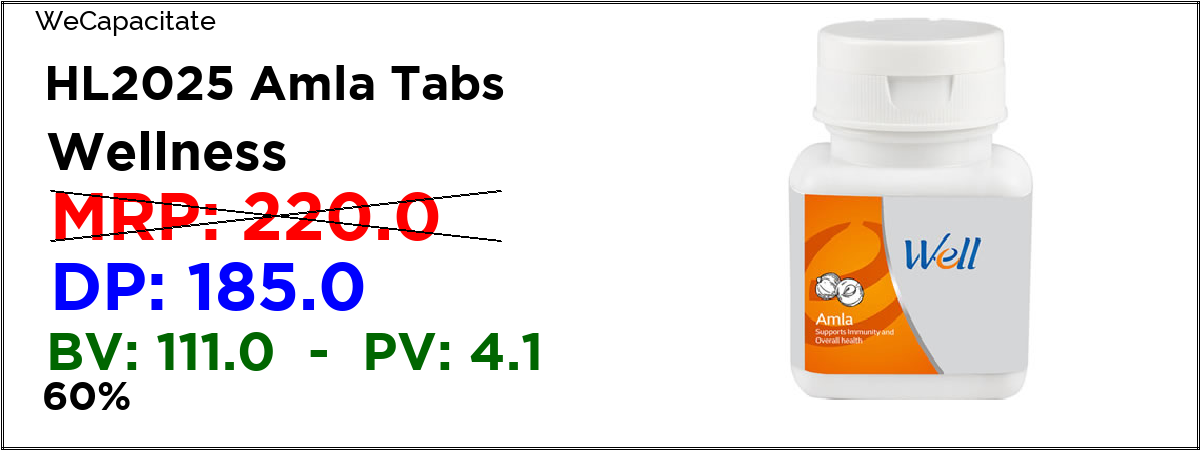 WeCapacitate
HL2025 Amla Tabs
Wellness
MRP: 220.0
DP: 185.0
BV: 111.0 - PV: 4.1
60%
Well
Amla
Supports Immunity and
Overall health